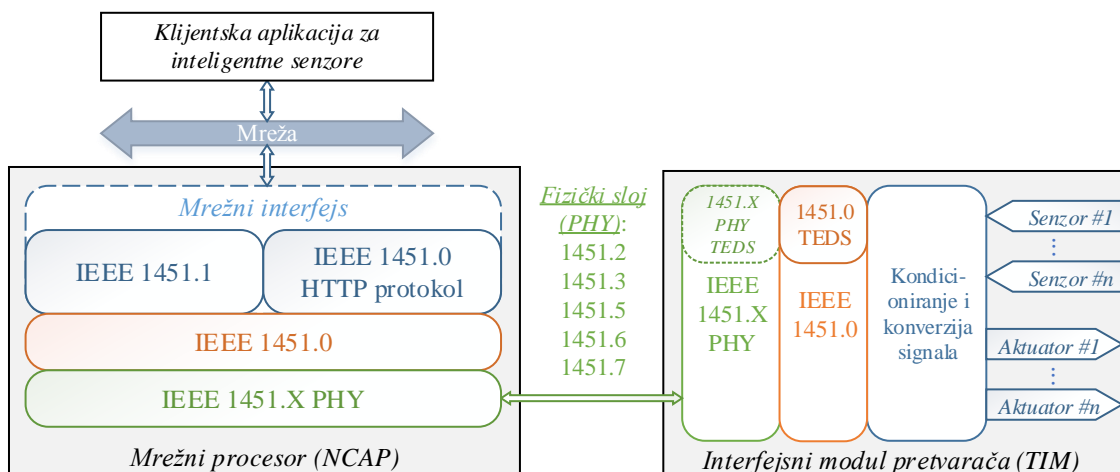 Klijentska aplikacija za
inteligentne senzore
Mreža
Mrežni interfejs
IEEE 1451.1
IEEE 1451.0
HTTP protokol
IEEE 1451.0
IEEE 1451.X PHY
Mrežni procesor (NCAP)
Fizički sloj
(PHY):
1451.2
1451.3
1451.5
1451.6
1451.7
1451.X
PHY
TEDS
IEEE
1451.X
PHY
1451.0
TEDS
IEEE
1451.0
Kondici-
oniranje i
konverzija
signala
Senzor #1
Senzor #n
Aktuator #1
Aktuator #n
Interfejsni modul pretvarača (TIM)